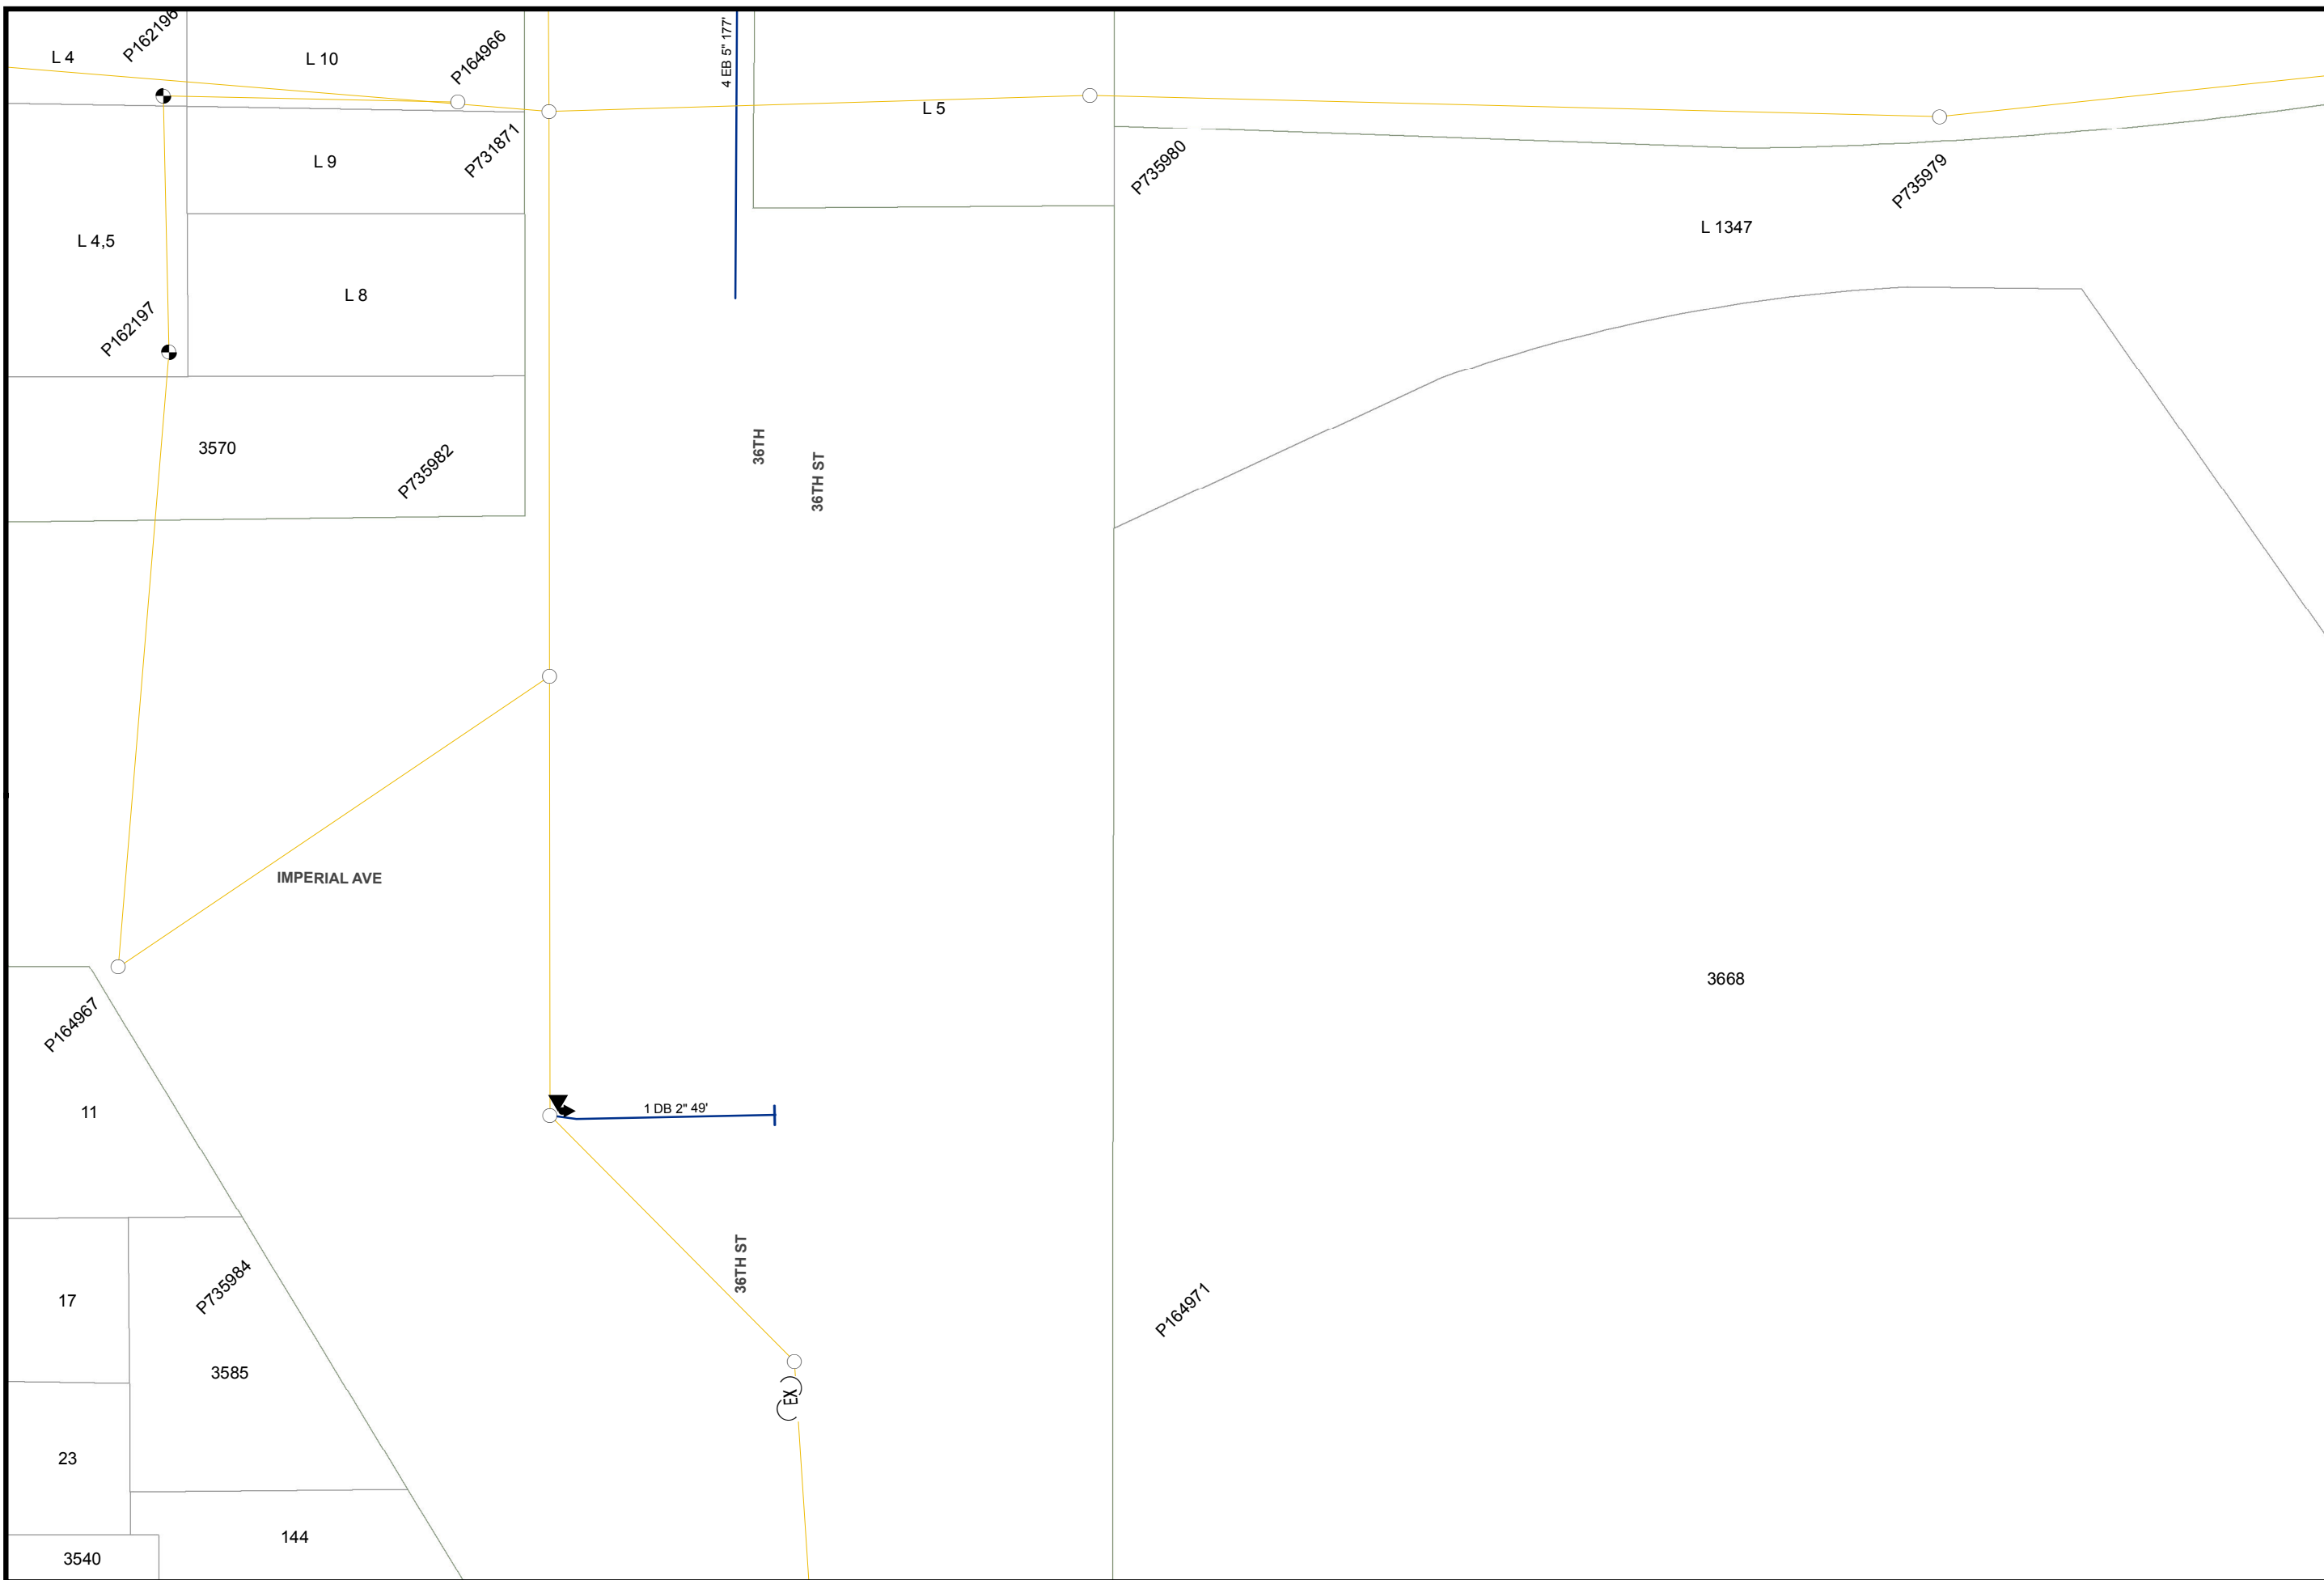 P162196
L 4
L 10
P164966
4 EB 5" 177'
L 5
P731871
L 9
P735980
P735979
L 4,5
L 1347
L 8
P162197
3570
P735982
36TH
36TH ST
IMPERIAL AVE
3668
P164967
11
1 DB 2" 49'
36TH ST
P735984
17
P164971
3585
EX
23
144
3540